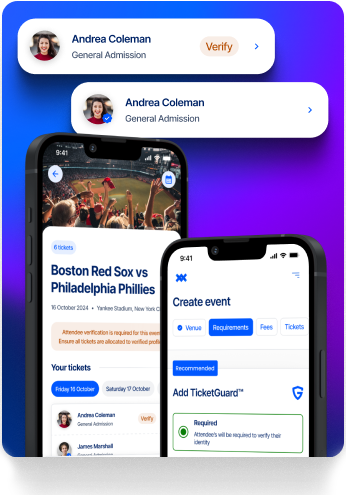 Andrea Coleman
General Admission
Verify
Andrea Coleman
General Admission
9:41
6 tickets
Boston Red Sox vs
Philadelphia Phillies
16 October 2024 • Yankee Stadium, New York C
Attendee verification is required for this even
Ensure all tickets are allocated to verified profile
Your tickets
Friday 16 October
Saturday 17 October
Andrea Coleman
General Admission
Verify
James Marshall
General Admission
9:41
Create event
Venue
Requirements
Fees
Tickets
Recommended
Add TicketGuard™
Required
Attendee's will be required to verify their
identity